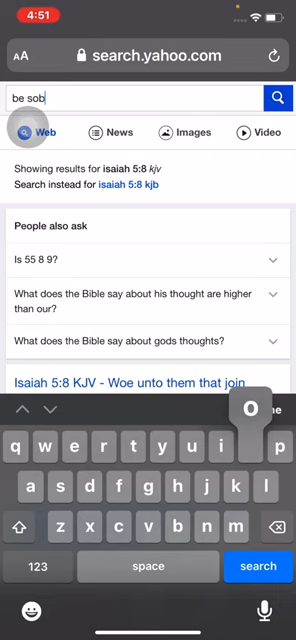 4:51
AA search.yahoo.com
be sob
Web News Images Video
Showing results for isaiah 5:8 kjv
Search instead for isaiah 5:8 kjb
People also ask
Is 55 8 9?
What does the Bible say about his thought are higher
than our?
What does the Bible say about gods thoughts?
Isaiah 5:8 KJV - Woe unto them that join
O
q w e r t y u i p
a s d f g h j k l
z x c v b n m
123 space search